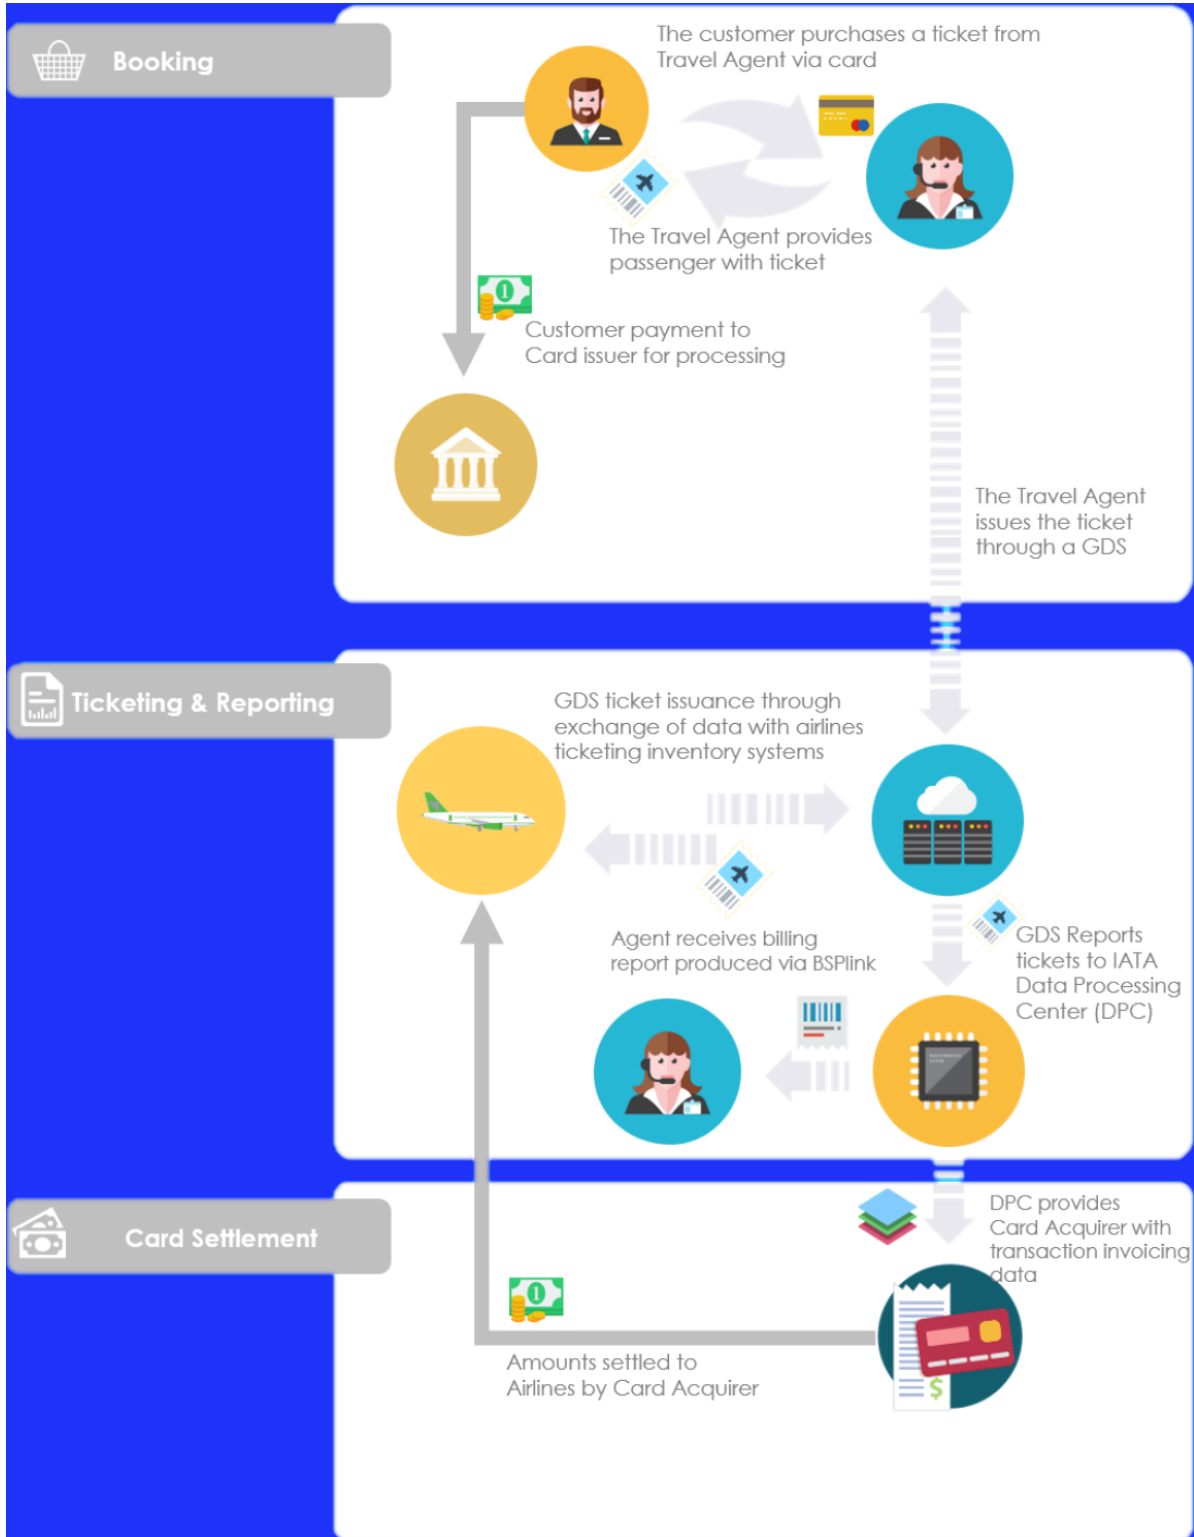 Booking
The customer purchases a ticket from
Travel Agent via card
The Travel Agent provides
passenger with ticket
1
Customer payment to
Card issuer for processing
The Travel Agent
issues the ticket
through a GDS
Ticketing & Reporting
GDS ticket issuance through
exchange of data with airlines
ticketing inventory systems
Agent receives billing
report produced via BSPlink
GDS Reports
tickets to IATA
Data Processing
Center (DPC)
Card Settlement
DPC provides
Card Acquirer with
transaction invoicing
data
1
Amounts settled to
Airlines by Card Acquirer
$